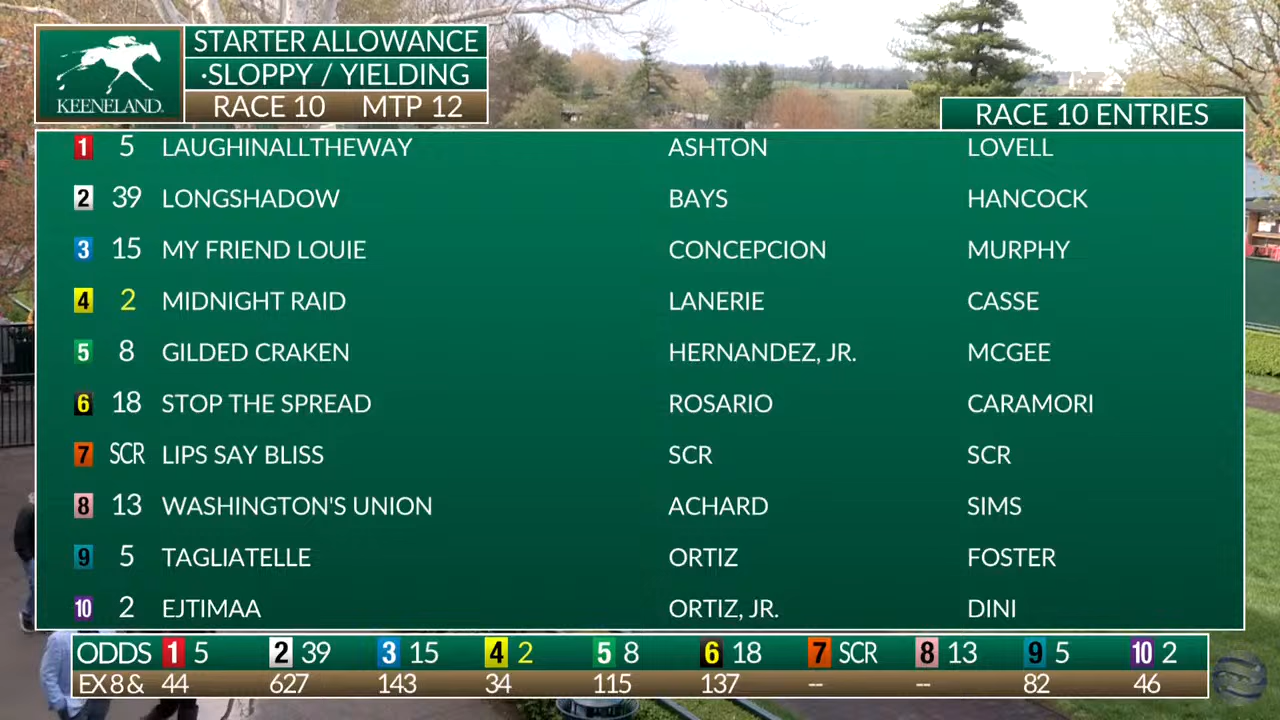 KEENELAND.
STARTER ALLOWANCE
·SLOPPY / YIELDING
RACE 10 MTP 12
RACE 10 ENTRIES
1 5 LAUGHINALLTHEWAY ASHTON LOVELL
2 39 LONGSHADOW BAYS HANCOCK
3 15 MY FRIEND LOUIE CONCEPCION MURPHY
4 2 MIDNIGHT RAID LANERIE CASSE
5 8 GILDED CRAKEN HERNANDEZ, JR. MCGEE
6 18 STOP THE SPREAD ROSARIO CARAMORI
7 SCR LIPS SAY BLISS SCR SCR
8 13 WASHINGTON'S UNION ACHARD SIMS
9 5 TAGLIATELLE ORTIZ FOSTER
10 2 EJTIMAA ORTIZ, JR. DINI
ODDS 1 5 2 39 3 15 4 2 5 8 6 18 7 SCR 8 13 9 5 10 2
EX 8 & 44 627 143 34 115 137 -- -- 82 46